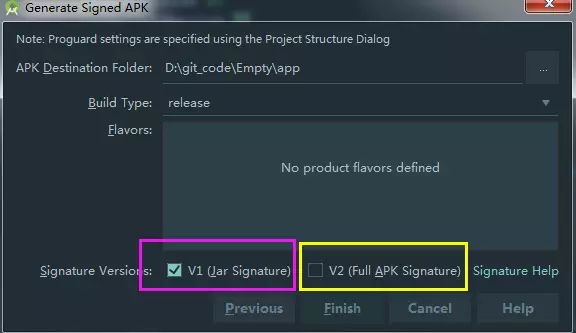 Generate Signed APK
Note: Proguard settings are specified using the Project Structure Dialog
APK Destination Folder: D:\git_code\Empty\app ...
Build Type: release
Flavors:
No product flavors defined
Signature Versions: V1 (Jar Signature) V2 (Full APK Signature) Signature Help
Previous Finish Cancel Help